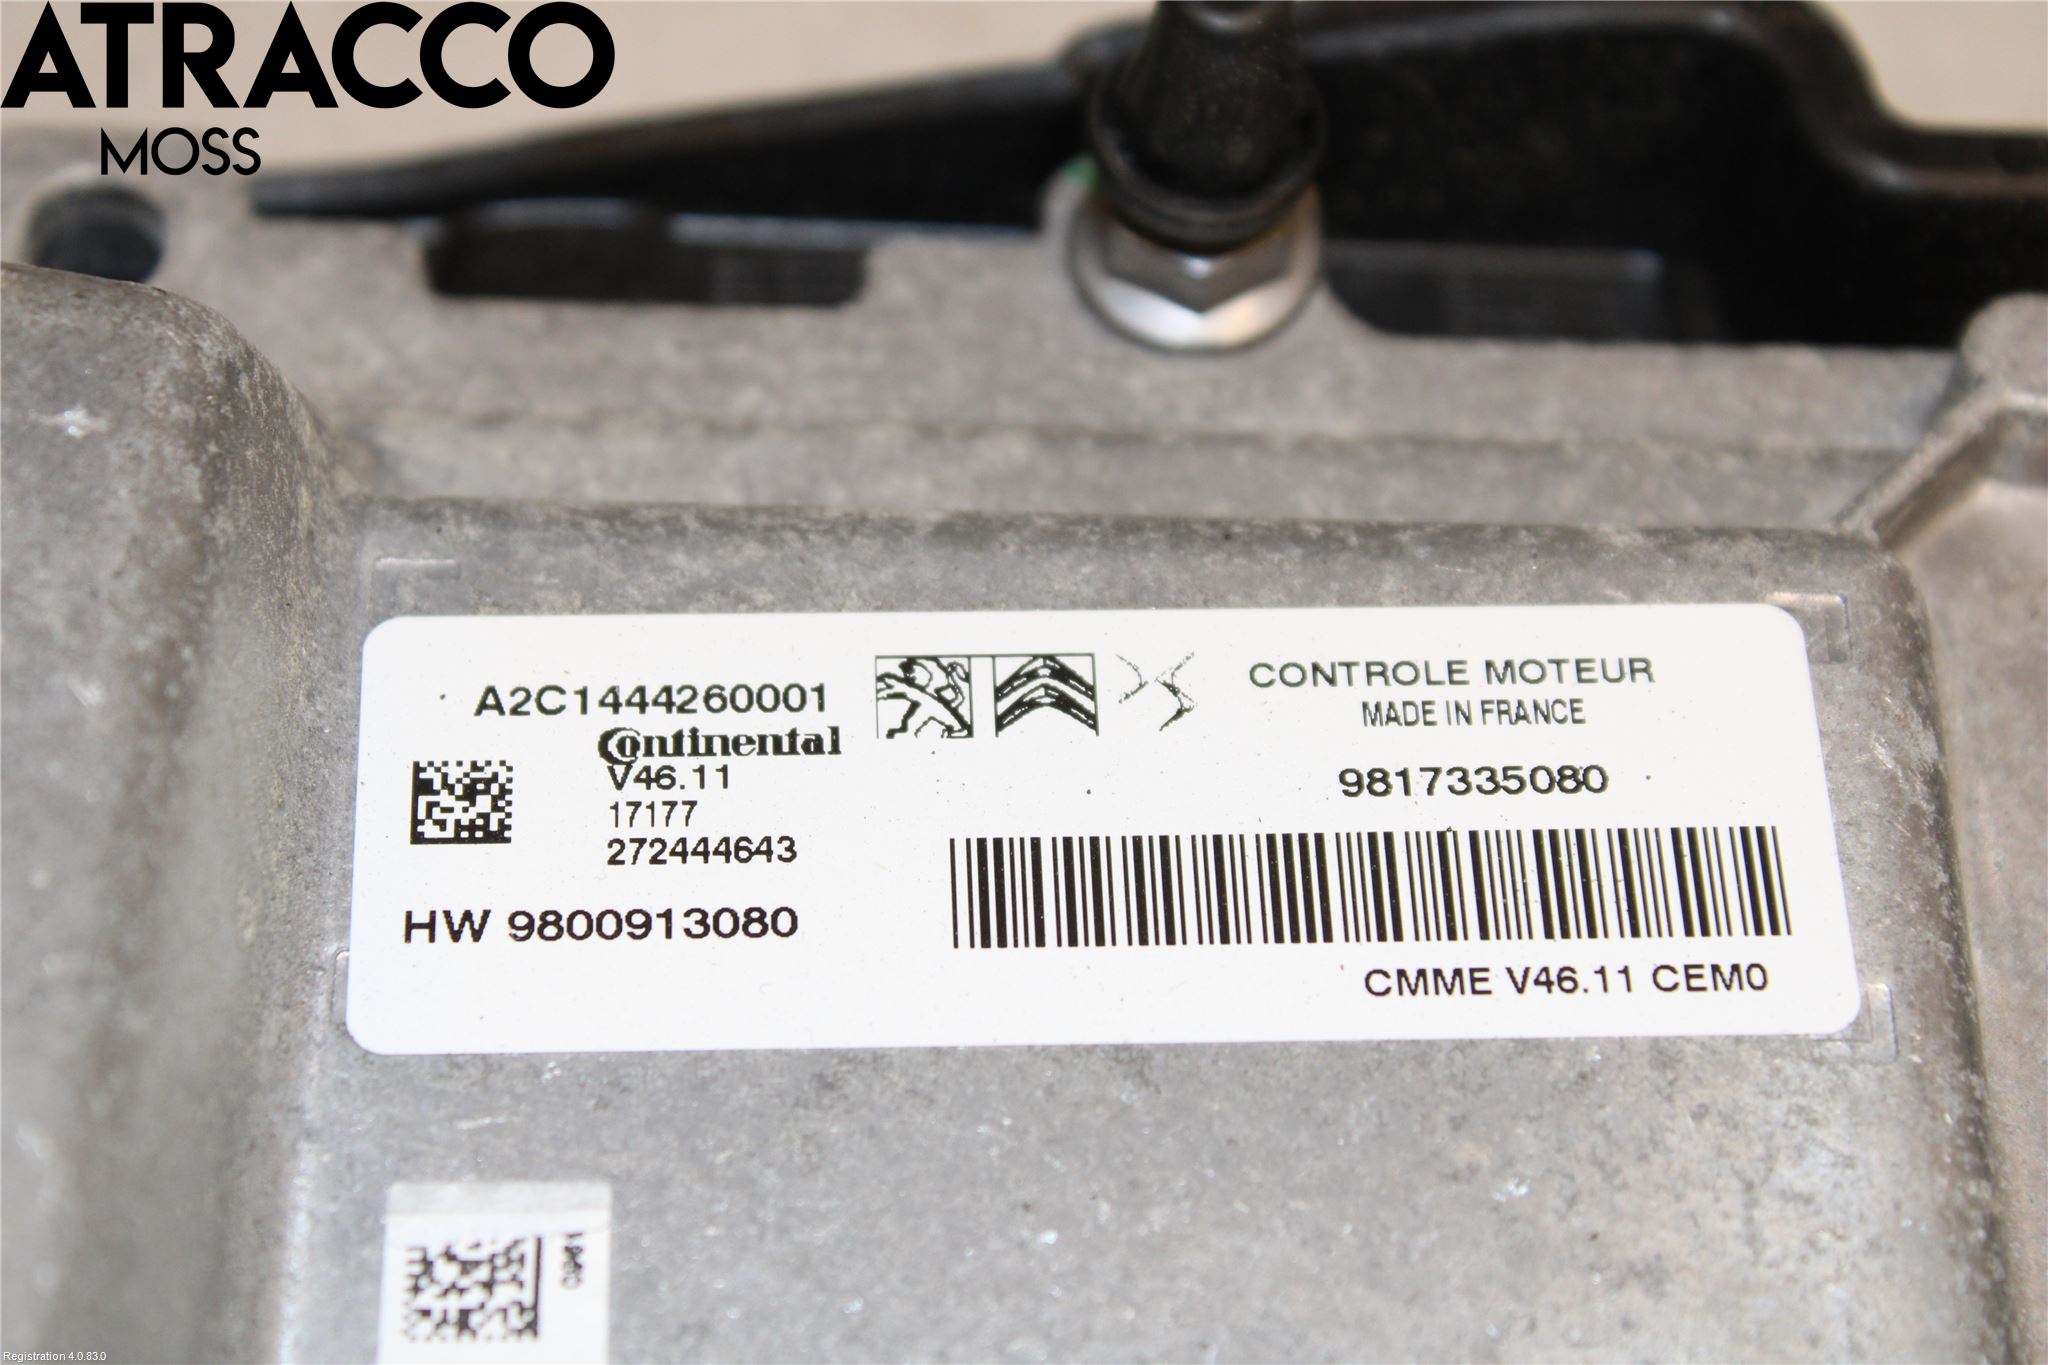 ATRACCO
MOSS
A2C1444260001
Continental
V46.11
17177
272444643
HW 9800913080
CONTROLE MOTEUR
MADE IN FRANCE
9817335080
CMME V46.11 CEM0
Registration 4.0.83.0